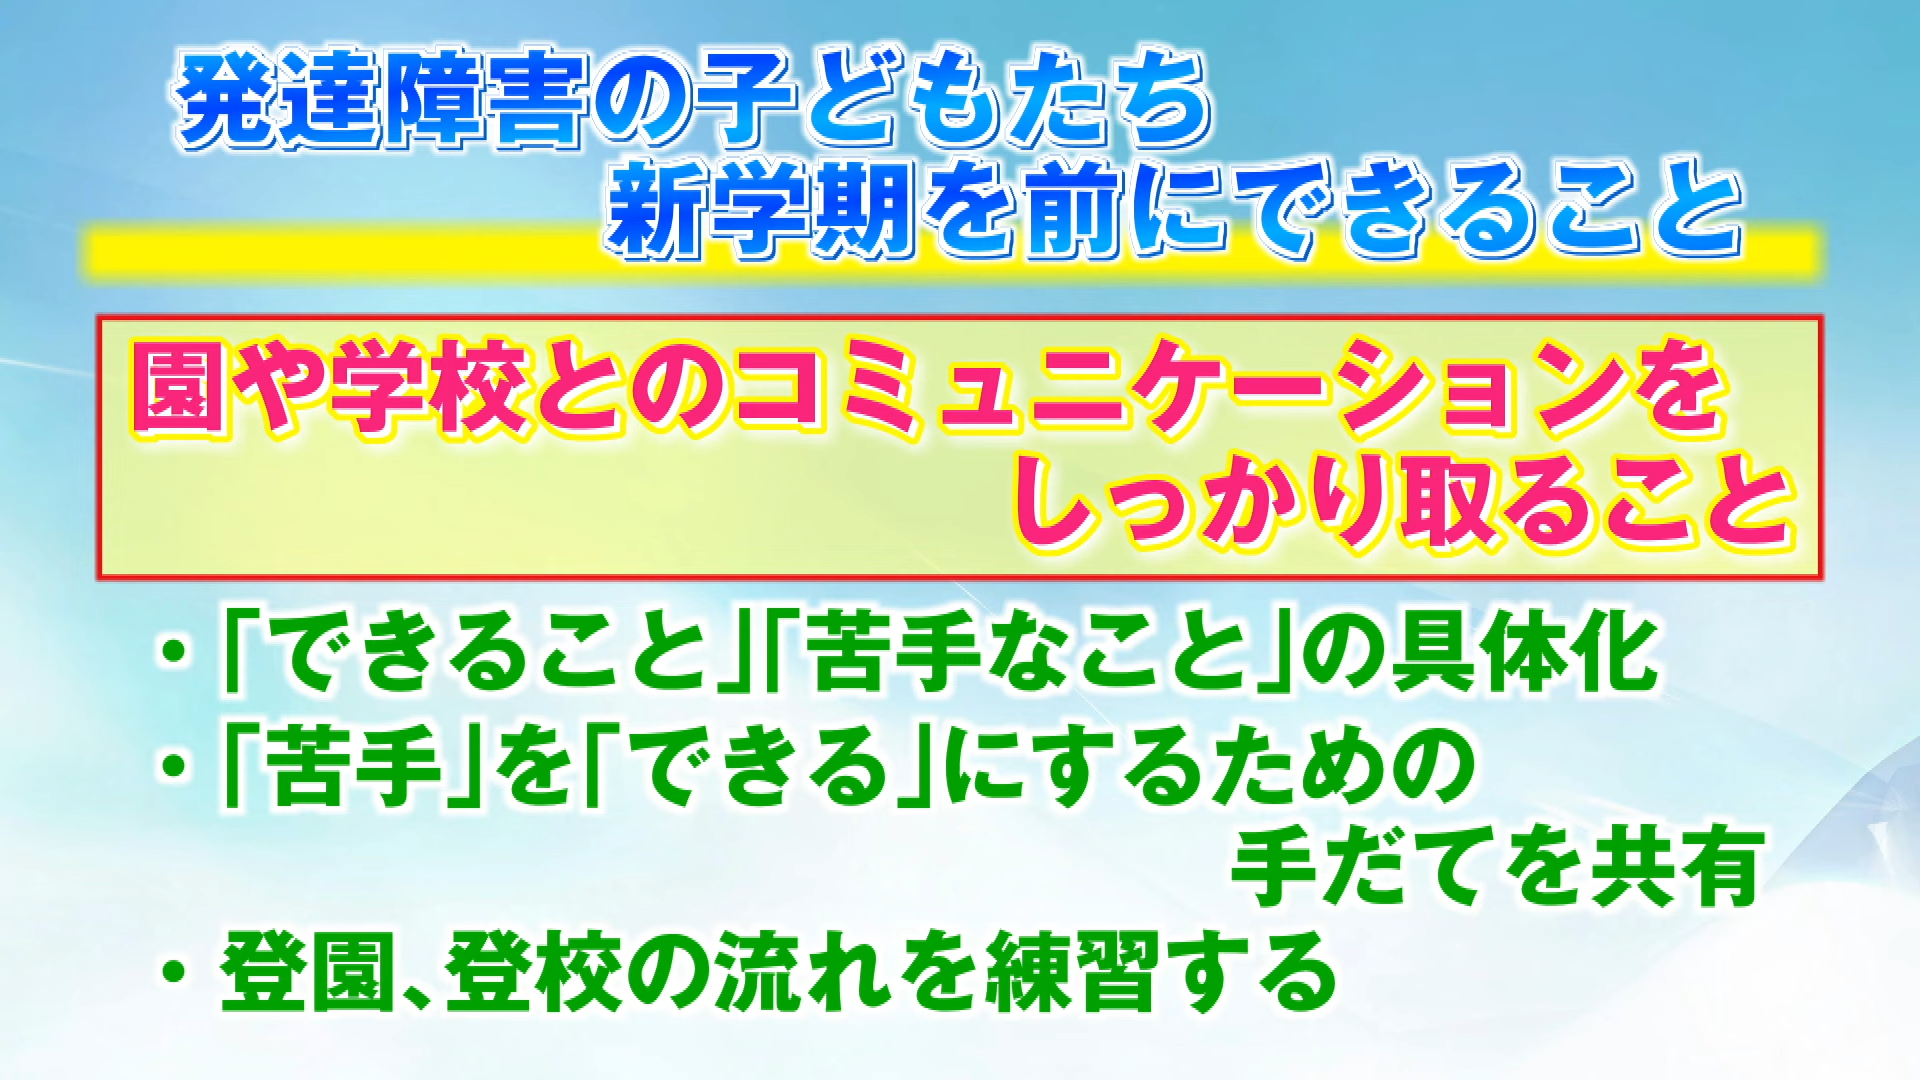 発達障害の子どもたち
新学期を前にできること
園や学校とのコミュニケーションを
しっかり取ること
・「できること」「苦手なこと」の具体化
・「苦手」を「できる」にするための
手だてを共有
・登園、登校の流れを練習する